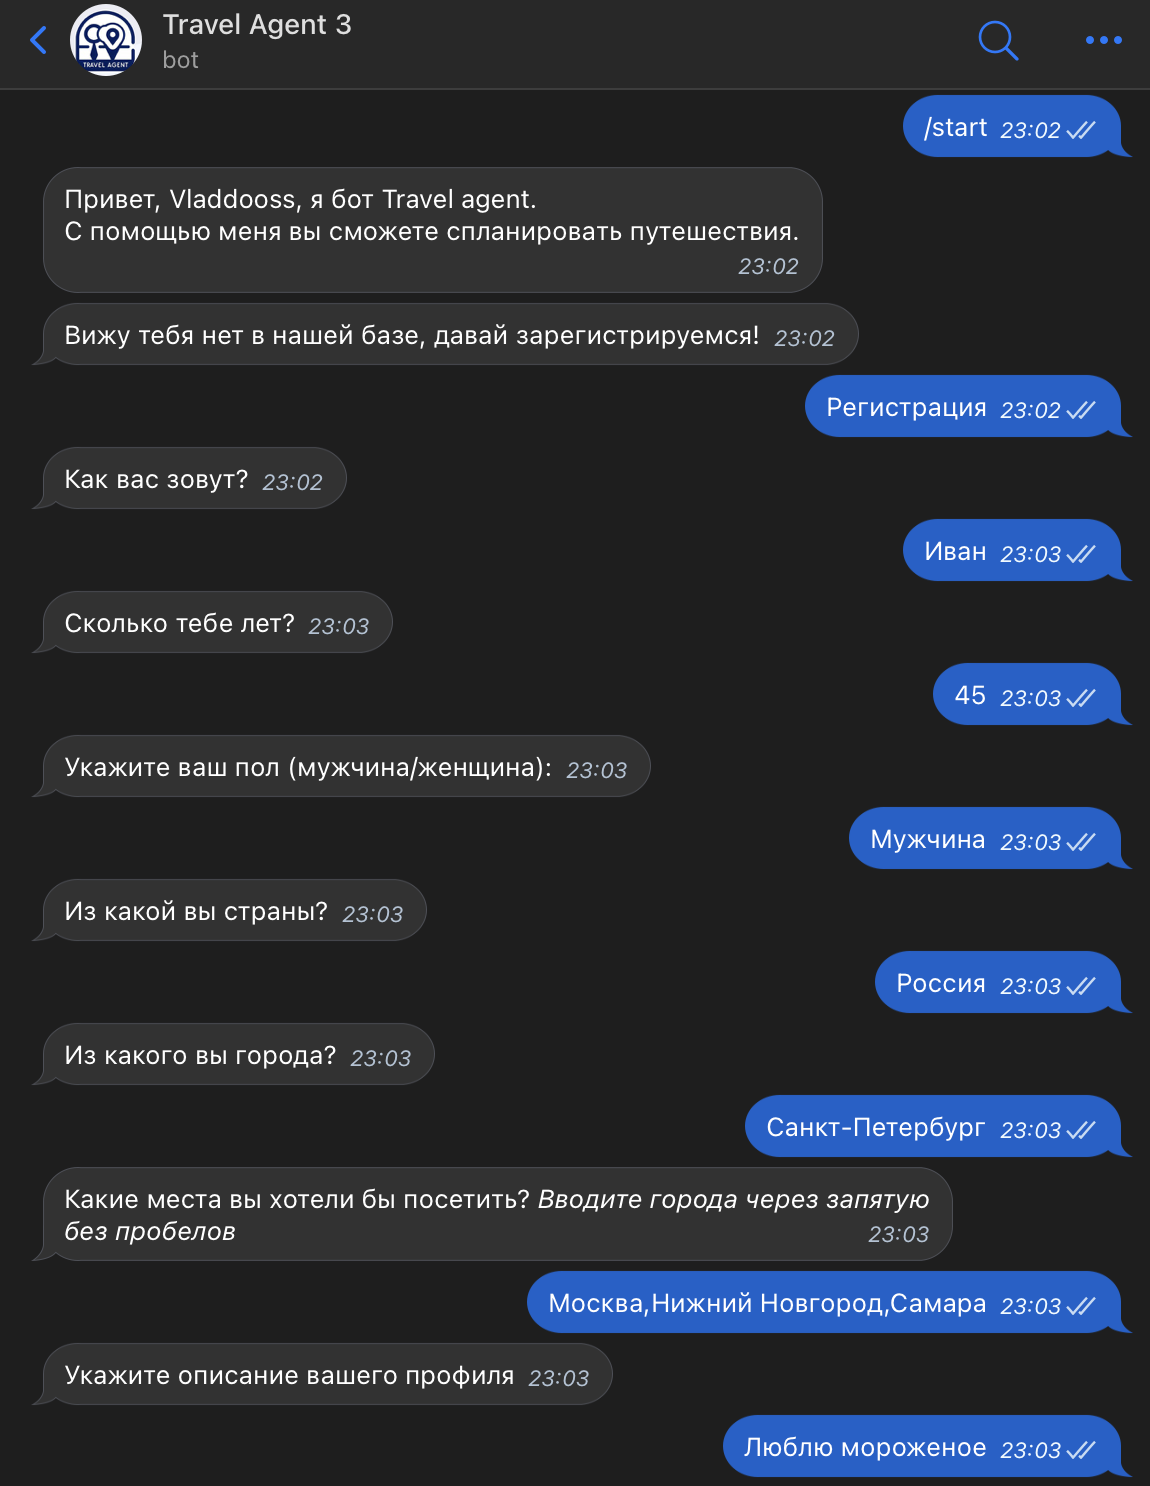 Travel Agent 3
bot
TRAVEL AGENT
/start 23:02
Привет, Vladdooss, я бот Travel agent.
С помощью меня вы сможете спланировать путешествия.
23:02
Вижу тебя нет в нашей базе, давай зарегистрируемся! 23:02
Регистрация 23:02
Как вас зовут? 23:02
Иван 23:03
Сколько тебе лет? 23:03
45 23:03
Укажите ваш пол (мужчина/женщина): 23:03
Мужчина 23:03
Из какой вы страны? 23:03
Россия 23:03
Из какого вы города? 23:03
Санкт-Петербург 23:03
Какие места вы хотели бы посетить? Вводите города через запятую
без пробелов 23:03
Москва,Нижний Новгород,Самара 23:03
Укажите описание вашего профиля 23:03
Люблю мороженое 23:03